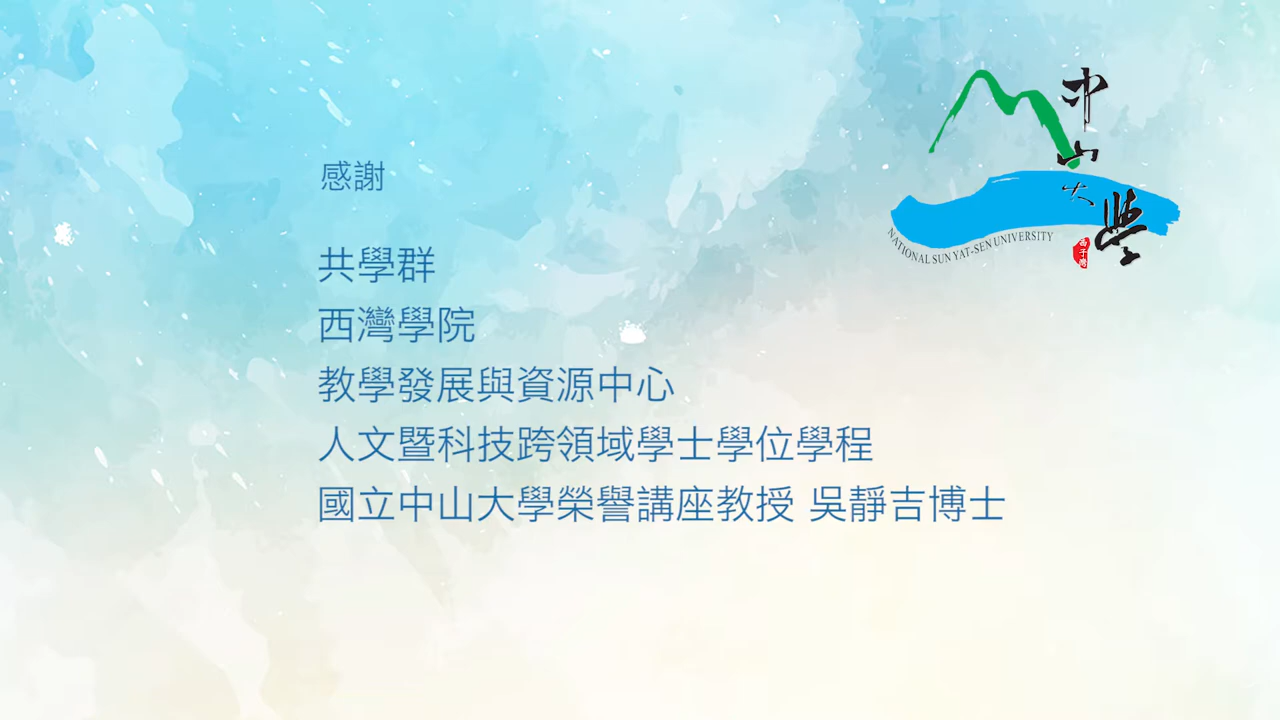 感謝
共學群
西灣學院
教學發展與資源中心
人文暨科技跨領域學士學位學程
國立中山大學榮譽講座教授 吳靜吉博士
中山大學
NATIONAL SUN YAT-SEN UNIVERSITY
西子灣